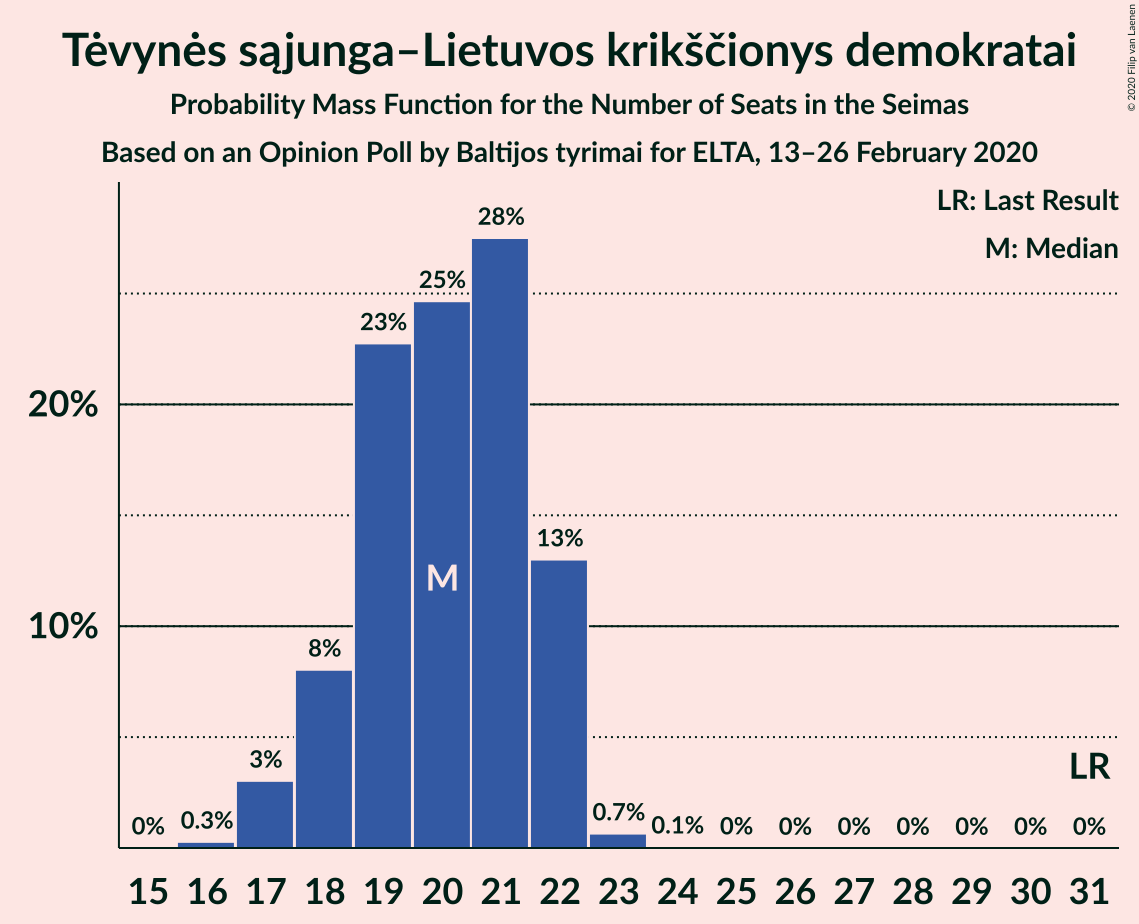 Tėvynės sąjunga–Lietuvos krikščionys demokratai
Probability Mass Function for the Number of Seats in the Seimas
Based on an Opinion Poll by Baltijos tyrimai for ELTA, 13–26 February 2020
© 2020 Filip van Laenen
LR: Last Result
M: Median
28%
25%
23%
20%
13%
M
10%
8%
3%
LR
0% 0.3% 0.7% 0.1% 0% 0% 0% 0% 0% 0% 0%
15 16 17 18 19 20 21 22 23 24 25 26 27 28 29 30 31